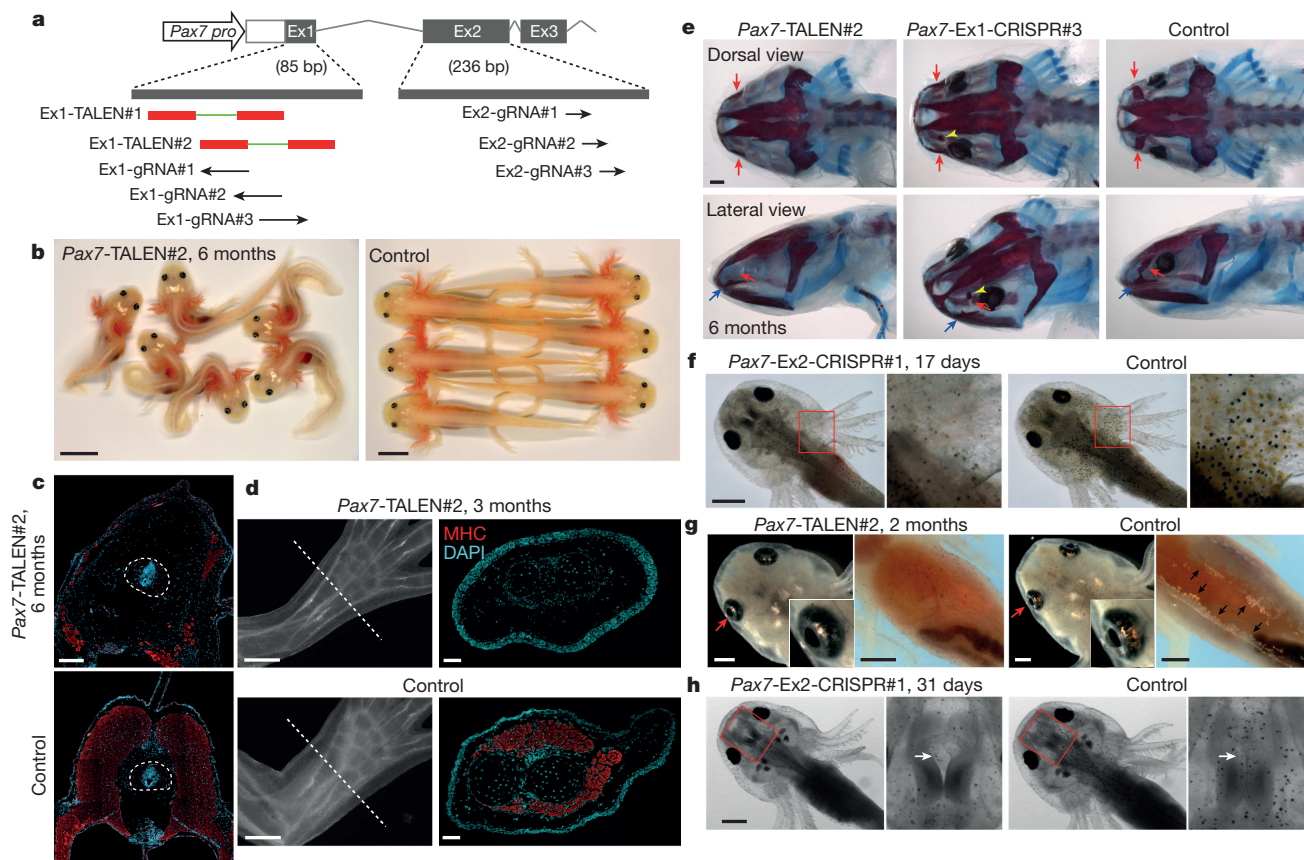 a
Pax7 pro
Ex1
Ex2
Ex3
(85 bp)
(236 bp)
Ex1-TALEN#1
Ex1-TALEN#2
Ex1-gRNA#1
Ex1-gRNA#2
Ex1-gRNA#3
Ex2-gRNA#1
Ex2-gRNA#2
Ex2-gRNA#3
b
Pax7-TALEN#2, 6 months
Control
c
Pax7-TALEN#2,
6 months
Control
d
Pax7-TALEN#2, 3 months
MHC
DAPI
Control
e
Pax7-TALEN#2
Pax7-Ex1-CRISPR#3
Control
Dorsal view
Lateral view
6 months
f
Pax7-Ex2-CRISPR#1, 17 days
Control
g
Pax7-TALEN#2, 2 months
Control
h
Pax7-Ex2-CRISPR#1, 31 days
Control